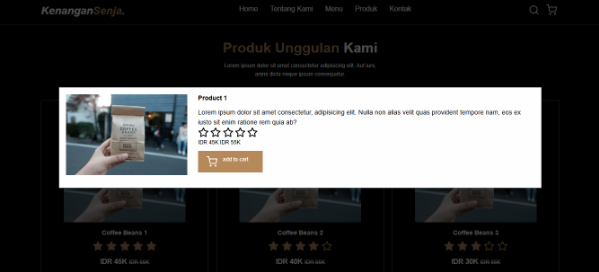 KenanganSenja.
Home Tentang Kami Menu Produk Kontak
Produk Unggulan Kami
Lorem ipsum dolor sit amet consectetur adipisicing elit. Aut iure,
animi dicta neque ipsum consequatur.
Product 1
Lorem ipsum dolor sit amet consectetur, adipisicing elit. Nulla non alias velit quas provident tempore nam, eos ex
iusto sit enim ratione rem quia ab?
IDR 45K IDR 55K
add to cart
COFFEE
Coffee Beans 1 Coffee Beans 2 Coffee Beans 3
IDR 45K IDR 55K IDR 40K IDR 55K IDR 30K IDR 55K